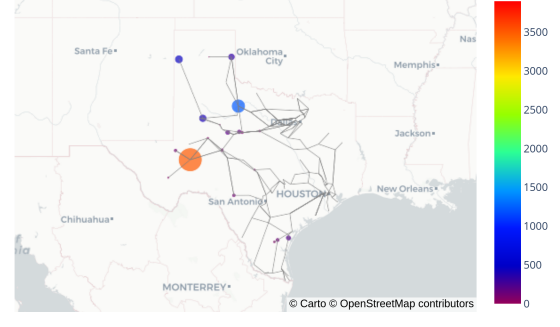 Santa Fe
Oklahoma
City
Nas
Memphis
Dallas
Jackson
HOUSTON
San Antonio
New Orleans
Chihuahua
MONTERREY
© Carto © OpenStreetMap contributors
3500
3000
2500
2000
1500
1000
500
0